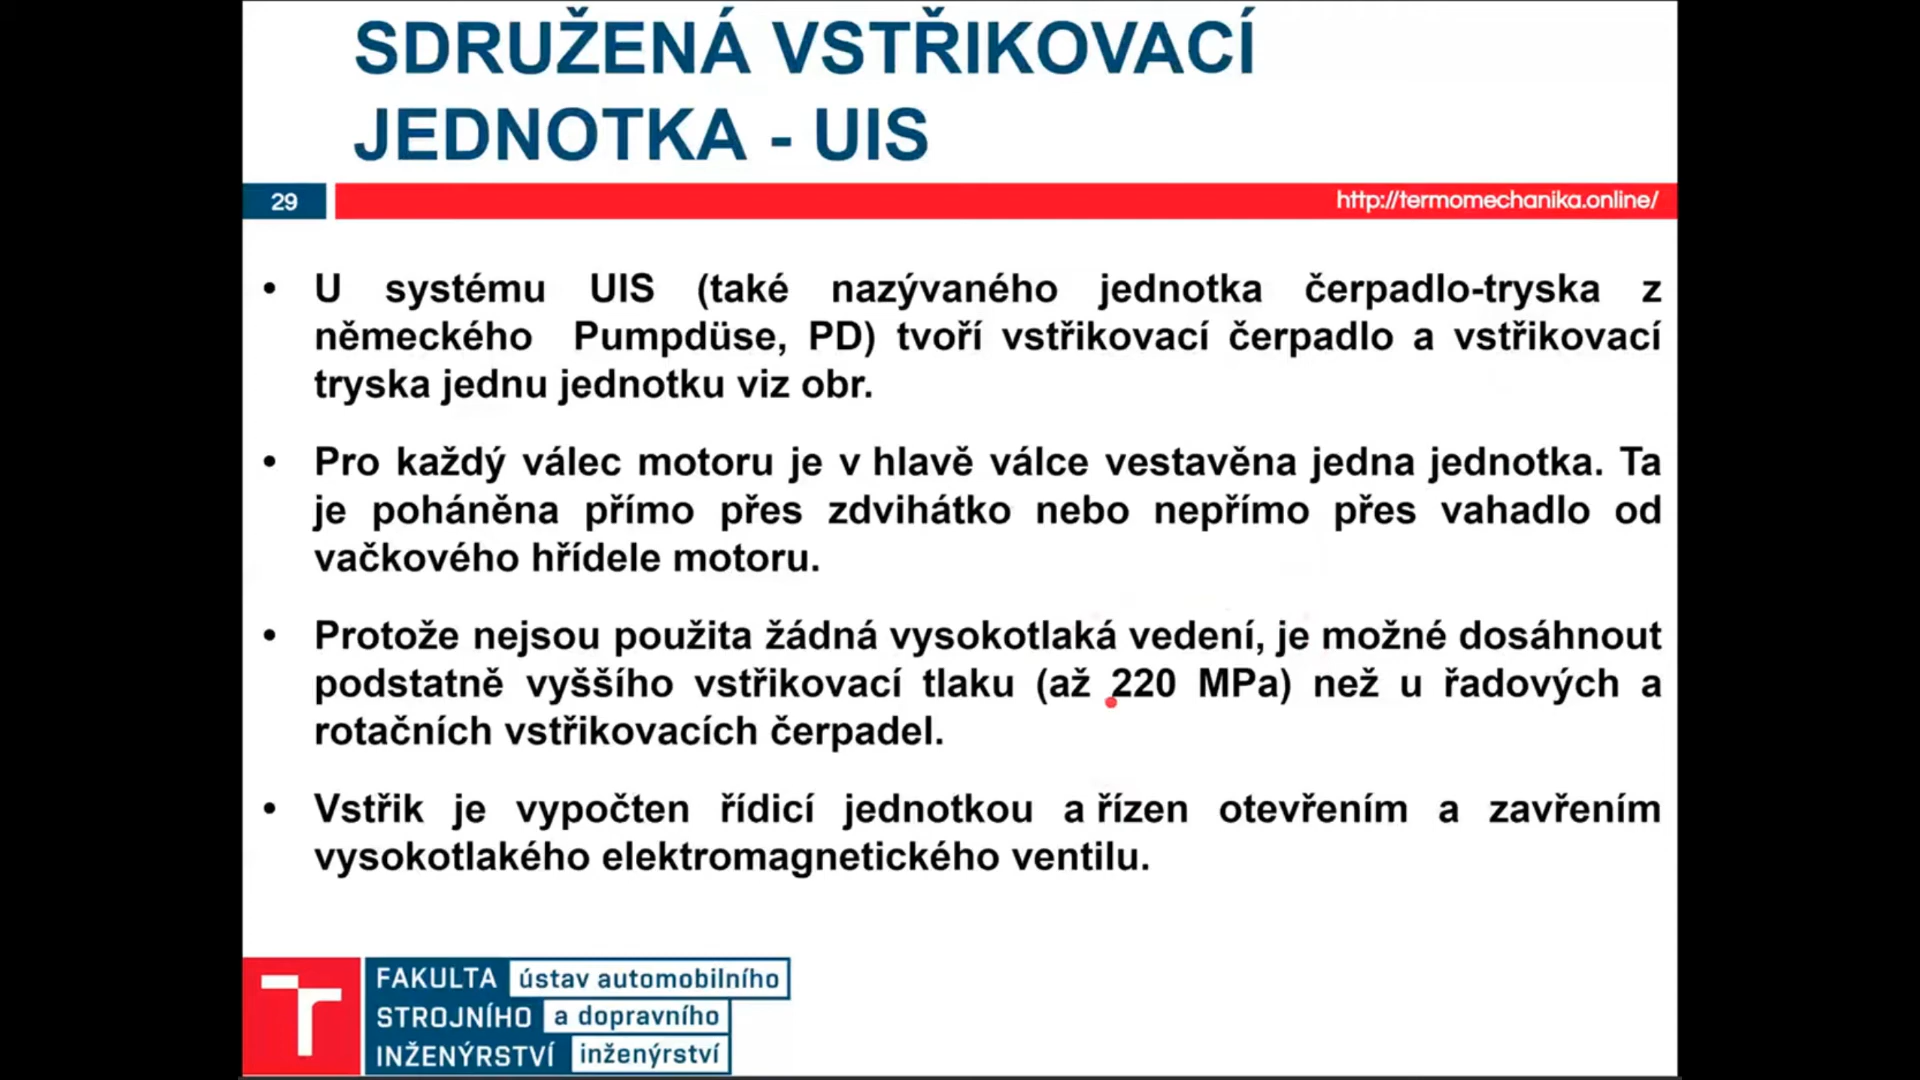 SDRUŽENÁ VSTŘIKOVACÍ
JEDNOTKA - UIS
29
http://termomechanika.online/
• U systému UIS (také nazývaného jednotka čerpadlo-tryska z
německého Pumpdüse, PD) tvoří vstřikovací čerpadlo a vstřikovací
tryska jednu jednotku viz obr.
• Pro každý válec motoru je v hlavě válce vestavěna jedna jednotka. Ta
je poháněna přímo přes zdvihátko nebo nepřímo přes vahadlo od
vačkového hřídele motoru.
• Protože nejsou použita žádná vysokotlaká vedení, je možné dosáhnout
podstatně vyššího vstřikovací tlaku (až 220 MPa) než u řadových a
rotačních vstřikovacích čerpadel.
• Vstřik je vypočten řídicí jednotkou a řízen otevřením a zavřením
vysokotlakého elektromagnetického ventilu.
FAKULTA ústav automobilního
STROJNÍHO a dopravního
INŽENÝRSTVÍ inženýrství